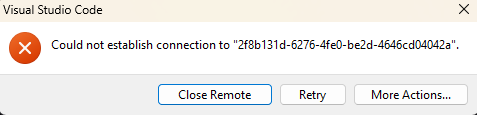 Visual Studio Code
Could not establish connection to "2f8b131d-6276-4fe0-be2d-4646cd04042a".
Close Remote
Retry
More Actions...